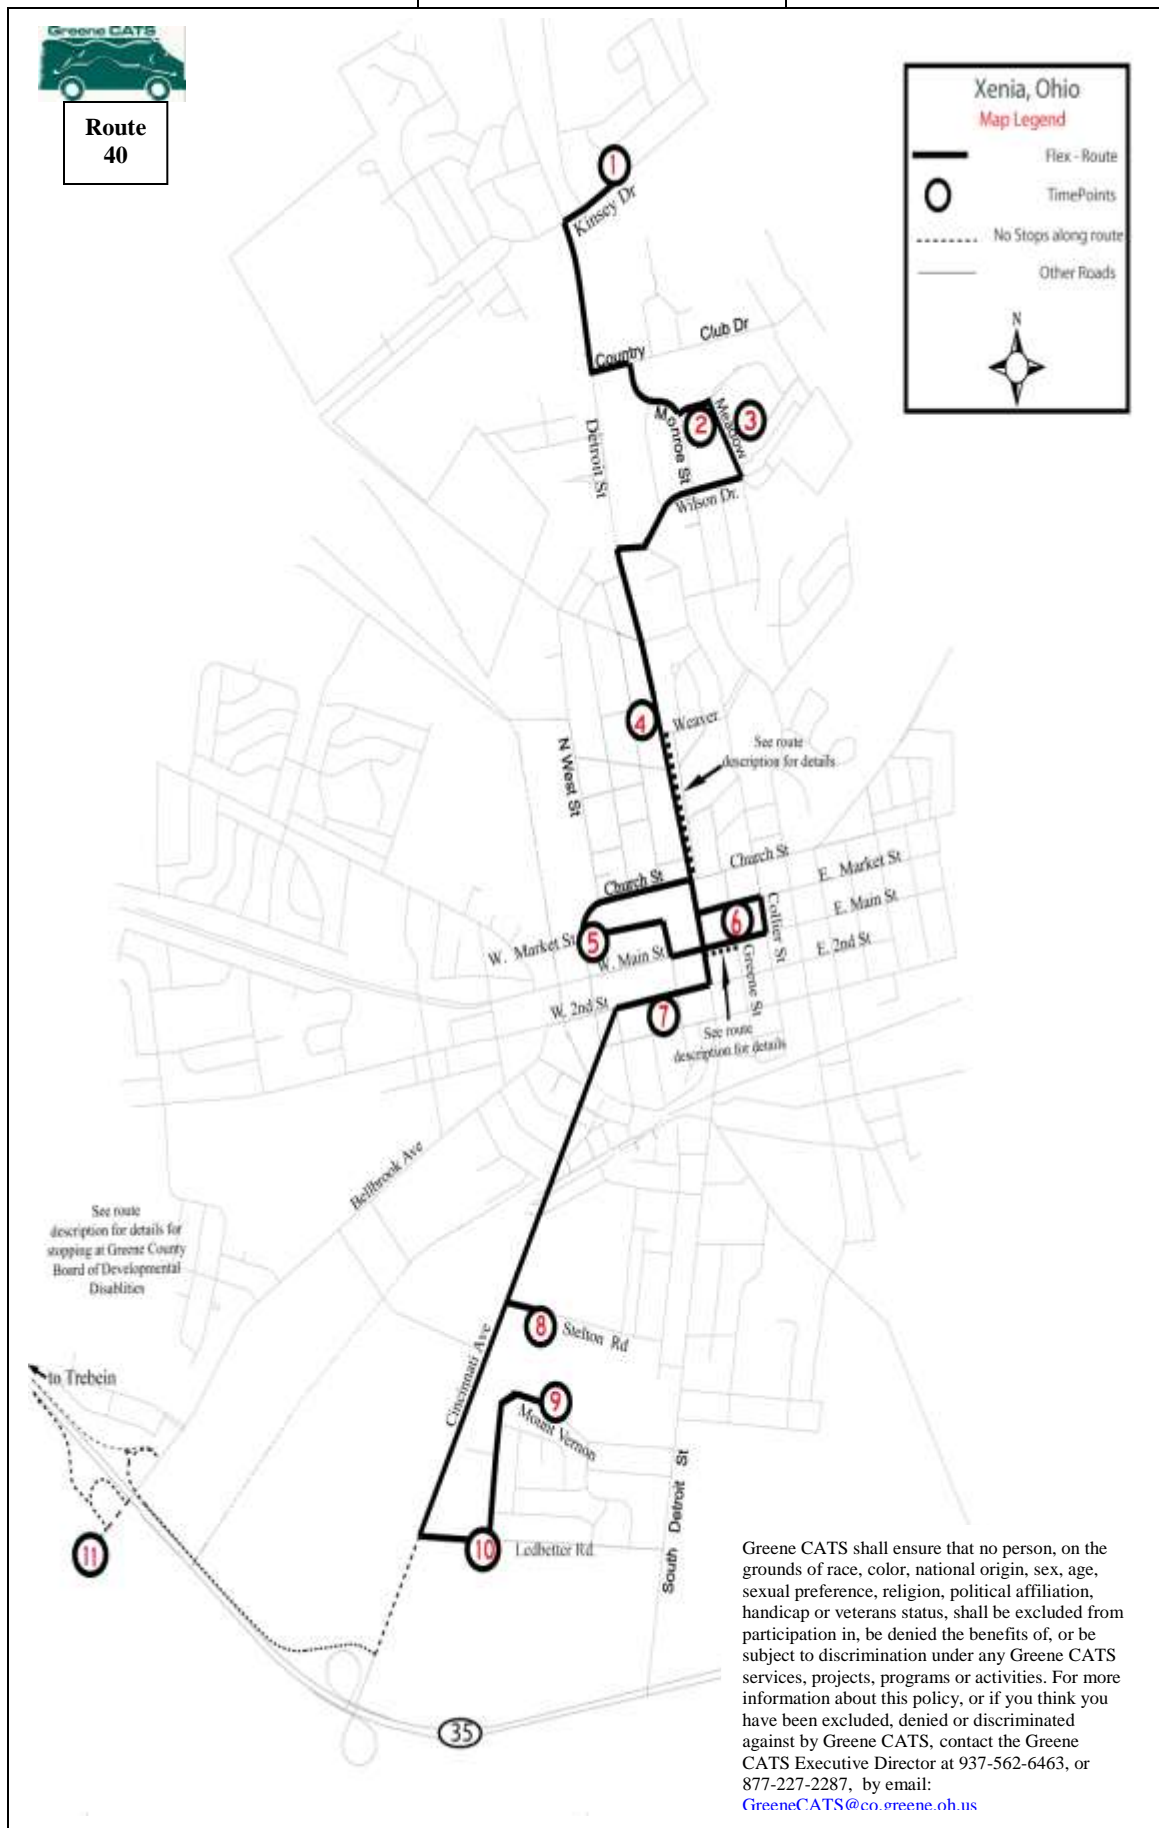 Greene CATS
Route
40
Xenia, Ohio
Map Legend
Flex - Route
TimePoints
No Stops along route
Other Roads
N
1
Kinsey Dr
Club Dr
Country
2
3
Meadow
Monroe St
Detroit St
Wilson Dr.
4
Weaver
See route
description for details
N West St
Church St
Church St
E. Market St
E. Main St
E. 2nd St
Collier St
6
5
W. Market St
W. Main St
Greene St
W. 2nd St
7
See route
description for details
Bellbrook Ave
See route
description for details for
stopping at Greene County
Board of Developmental
Disablities
8
Stelton Rd
Cincinnati Ave
to Trebein
9
Mount Vernon
South Detroit St
10
Ledbetter Rd
11
35
Greene CATS shall ensure that no person, on the
grounds of race, color, national origin, sex, age,
sexual preference, religion, political affiliation,
handicap or veterans status, shall be excluded from
participation in, be denied the benefits of, or be
subject to discrimination under any Greene CATS
services, projects, programs or activities. For more
information about this policy, or if you think you
have been excluded, denied or discriminated
against by Greene CATS, contact the Greene
CATS Executive Director at 937-562-6463, or
877-227-2287, by email:
GreeneCATS@co.greene.oh.us